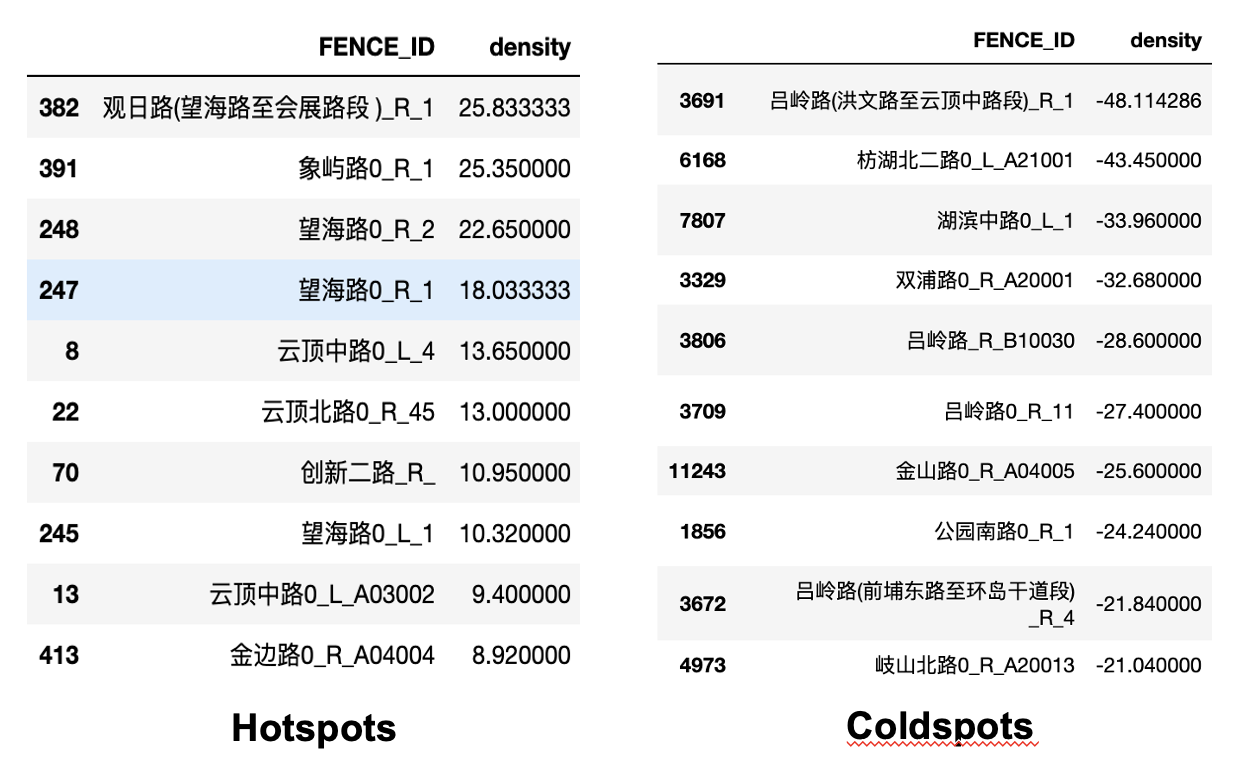 FENCE_ID density
382 观日路(望海路至会展路段 )_R_1 25.833333
391 象屿路0_R_1 25.350000
248 望海路0_R_2 22.650000
247 望海路0_R_1 18.033333
8 云顶中路0_L_4 13.650000
22 云顶北路0_R_45 13.000000
70 创新二路_R_ 10.950000
245 望海路0_L_1 10.320000
13 云顶中路0_L_A03002 9.400000
413 金边路0_R_A04004 8.920000
Hotspots
FENCE_ID density
3691 吕岭路(洪文路至云顶中路段)_R_1 -48.114286
6168 枋湖北二路0_L_A21001 -43.450000
7807 湖滨中路0_L_1 -33.960000
3329 双浦路0_R_A20001 -32.680000
3806 吕岭路_R_B10030 -28.600000
3709 吕岭路0_R_11 -27.400000
11243 金山路0_R_A04005 -25.600000
1856 公园南路0_R_1 -24.240000
3672 吕岭路(前埔东路至环岛干道段) -21.840000
_R_4
4973 岐山北路0_R_A20013 -21.040000
Coldspots